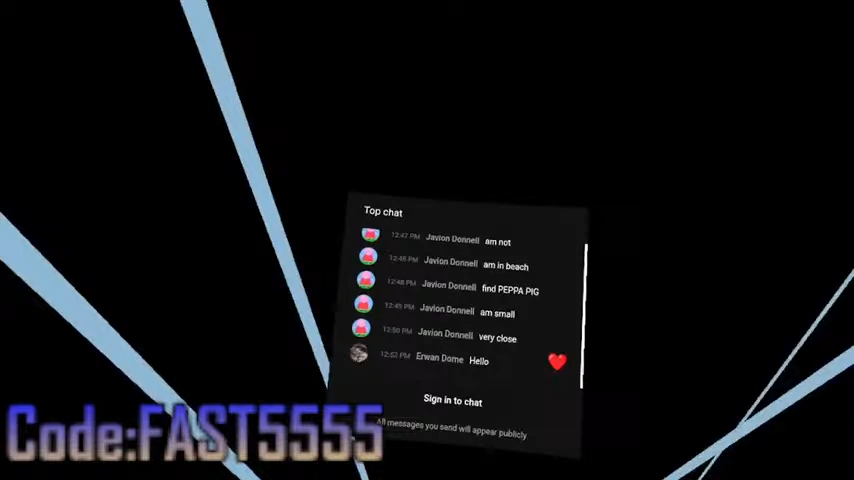 Top chat
12:47 PM Javion Donnell am not
12:48 PM Javion Donnell am in beach
12:48 PM Javion Donnell find PEPPA PIG
12:49 PM Javion Donnell am small
12:50 PM Javion Donnell very close
12:52 PM Erwan Dome Hello
Sign in to chat
All messages you send will appear publicly
Code:FAST5555